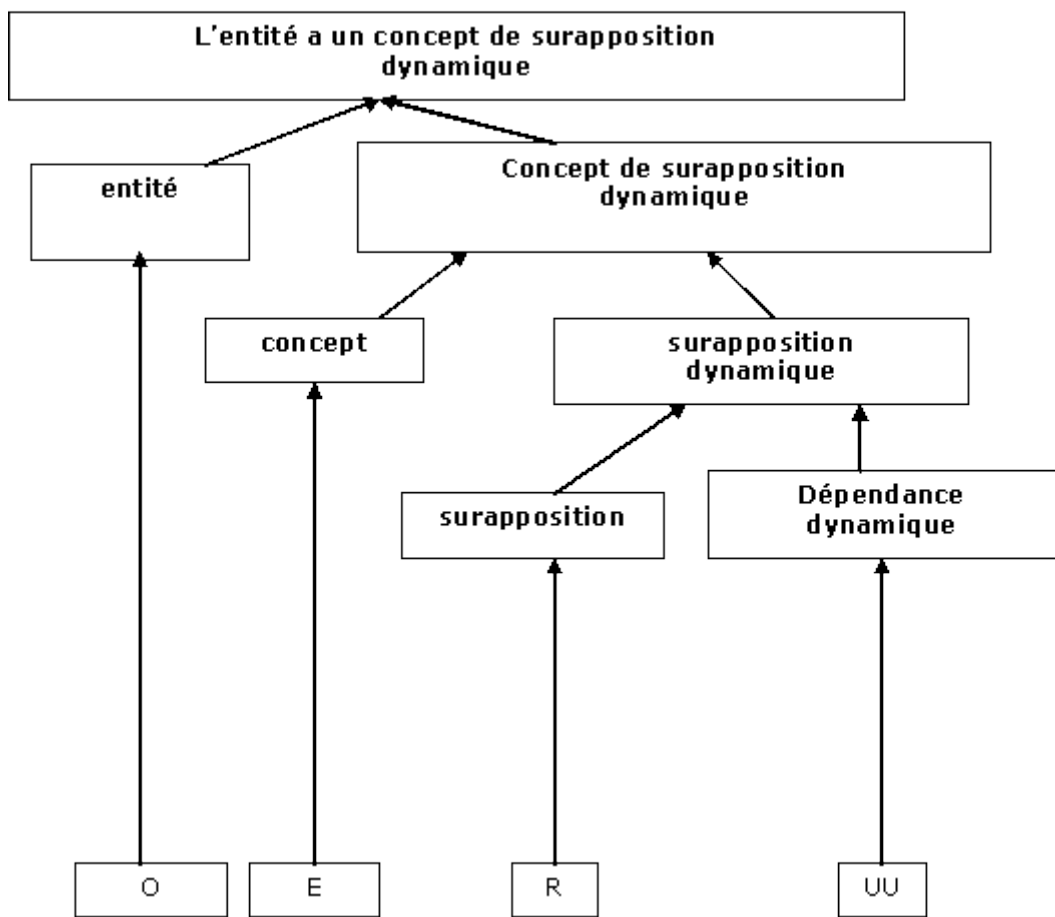 L'entité a un concept de surapposition
dynamique
entité
Concept de surapposition
dynamique
concept
surapposition
dynamique
surapposition
Dépendance
dynamique
O
E
R
UU